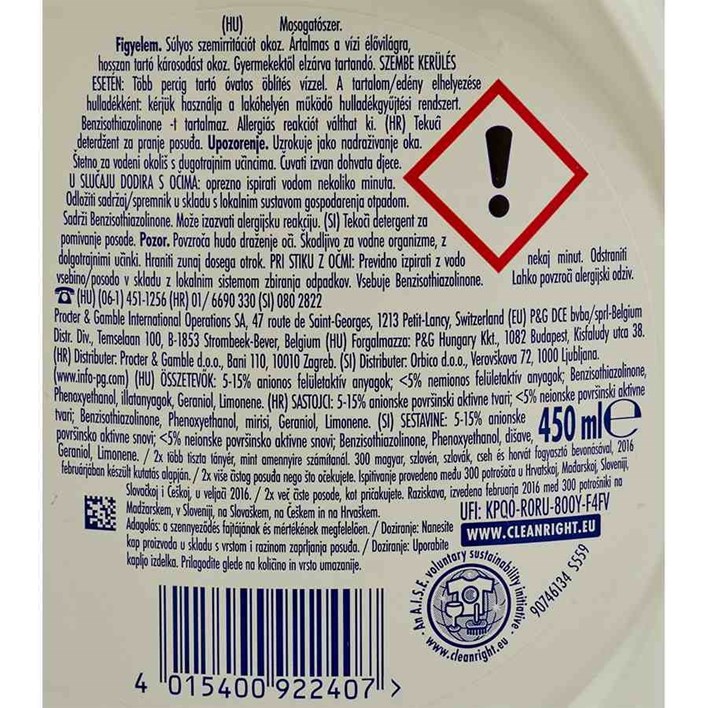 (HU) Mosogatószer.
Figyelem. Súlyos szemirritációt okoz. Ártalmas a vízi élővilágra,
hosszan tartó károsodást okoz. Gyermekektől elzárva tartandó. SZEMBE KERÜLÉS
ESETÉN: Több percig tartó óvatos öblítés vízzel. A tartalom/edény elhelyezése
hulladékként: kérjük használja a lakóhelyén működő hulladékgyűjtési rendszert.
Benzisothiazolinone -t tartalmaz. Allergiás reakciót válthat ki. (HR) Tekući
deterdžent za pranje posuđa. Upozorenje. Uzrokuje jako nadraživanje oka.
Štetno za vodeni okoliš s dugotrajnim učincima. Čuvati izvan dohvata djece.
U SLUČAJU DODIRA S OČIMA: oprezno ispirati vodom nekoliko minuta.
Odložiti sadržaj/spremnik u skladu s lokalnim sustavom gospodarenja otpadom.
Sadrži Benzisothiazolinone. Može izazvati alergijsku reakciju. (SI) Tekoči detergent za
pomivanje posode. Pozor. Povzroča hudo draženje oči. Škodljivo za vodne organizme, z
dolgotrajnimi učinki. Hraniti zunaj dosega otrok. PRI STIKU Z OČMI: Previdno izpirati z vodo nekaj minut. Odstraniti
vsebino/posodo v skladu z lokalnim sistemom zbiranja odpadkov. Vsebuje Benzisothiazolinone. Lahko povzroči alergijski odziv.
☎(HU) (06-1) 451-1256 (HR) 01/ 6690 330 (SI) 080 2822
Procter & Gamble International Operations SA, 47 route de Saint-Georges, 1213 Petit-Lancy, Switzerland (EU) P&G DCE bvba/sprl-Belgium
Distr. Div., Temselaan 100, B-1853 Strombeek-Bever, Belgium (HU) Forgalmazza: P&G Hungary Kkt., 1082 Budapest, Kisfaludy utca 38.
(HR) Distributer: Procter & Gamble d.o.o., Bani 110, 10010 Zagreb. (SI) Distributer: Orbico d.o.o., Verovškova 72, 1000 Ljubljana.
(www.info-pg.com) (HU) ÖSSZETEVŐK: 5-15% anionos felületaktív anyagok; <5% nemionos felületaktív anyagok; Benzisothiazolinone,
Phenoxyethanol, illatanyagok, Geraniol, Limonene. (HR) SASTOJCI: 5-15% anionske površinski aktivne tvari; <5% neionske površinski aktivne
tvari; Benzisothiazolinone, Phenoxyethanol, mirisi, Geraniol, Limonene. (SI) SESTAVINE: 5-15% anionske
površinsko aktivne snovi; <5% neionske površinsko aktivne snovi; Benzisothiazolinone, Phenoxyethanol, dišave,
450 ml℮
Geraniol, Limonene. / 2x több tiszta tányér, mint amennyire számítanál. 300 magyar, szlovén, szlovák, cseh és horvát fogyasztó bevonásával, 2016
februárjában készült kutatás alapján. / 2x više čistog posuđa nego što očekujete. Ispitivanje provedeno među 300 potrošača u Hrvatskoj, Mađarskoj, Sloveniji,
Slovačkoj i Češkoj, u veljači 2016. / 2x več čiste posode, kot pričakujete. Raziskava, izvedena februarja 2016 med 300 potrošniki na
Madžarskem, v Sloveniji, na Slovaškem, na Češkem in na Hrvaškem.
UFI: KPQ0-R0RU-800Y-F4FV
Adagolás: a szennyeződés fajtájának és mértékének megfelelően. / Doziranje: Nanesite
WWW.CLEANRIGHT.EU
kap proizvoda u skladu s vrstom i razinom zaprljanja posuđa. / Doziranje: Uporabite
kapljo izdelka. Prilagodite glede na količino in vrsto umazanije.
An A.I.S.E. voluntary sustainability initiative
www.cleanright.eu
90746134 S559
4 015400 922407 >